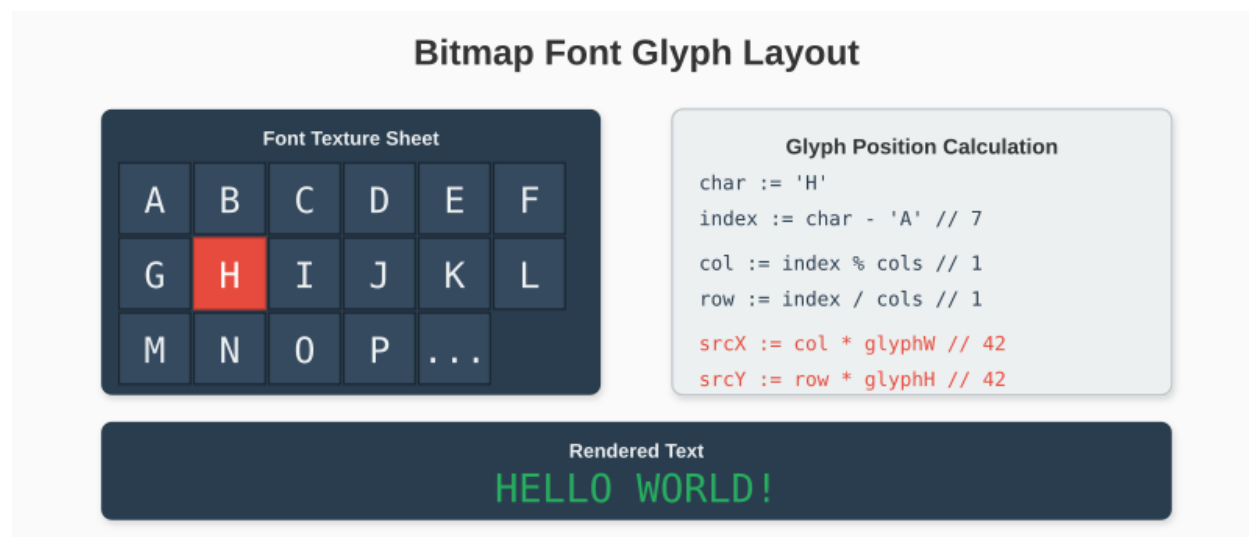 Bitmap Font Glyph Layout
Font Texture Sheet
A B C D E F
G H I J K L
M N O P ...
Glyph Position Calculation
char := 'H'
index := char - 'A' // 7
col := index % cols // 1
row := index / cols // 1
srcX := col * glyphW // 42
srcY := row * glyphH // 42
Rendered Text
HELLO WORLD!